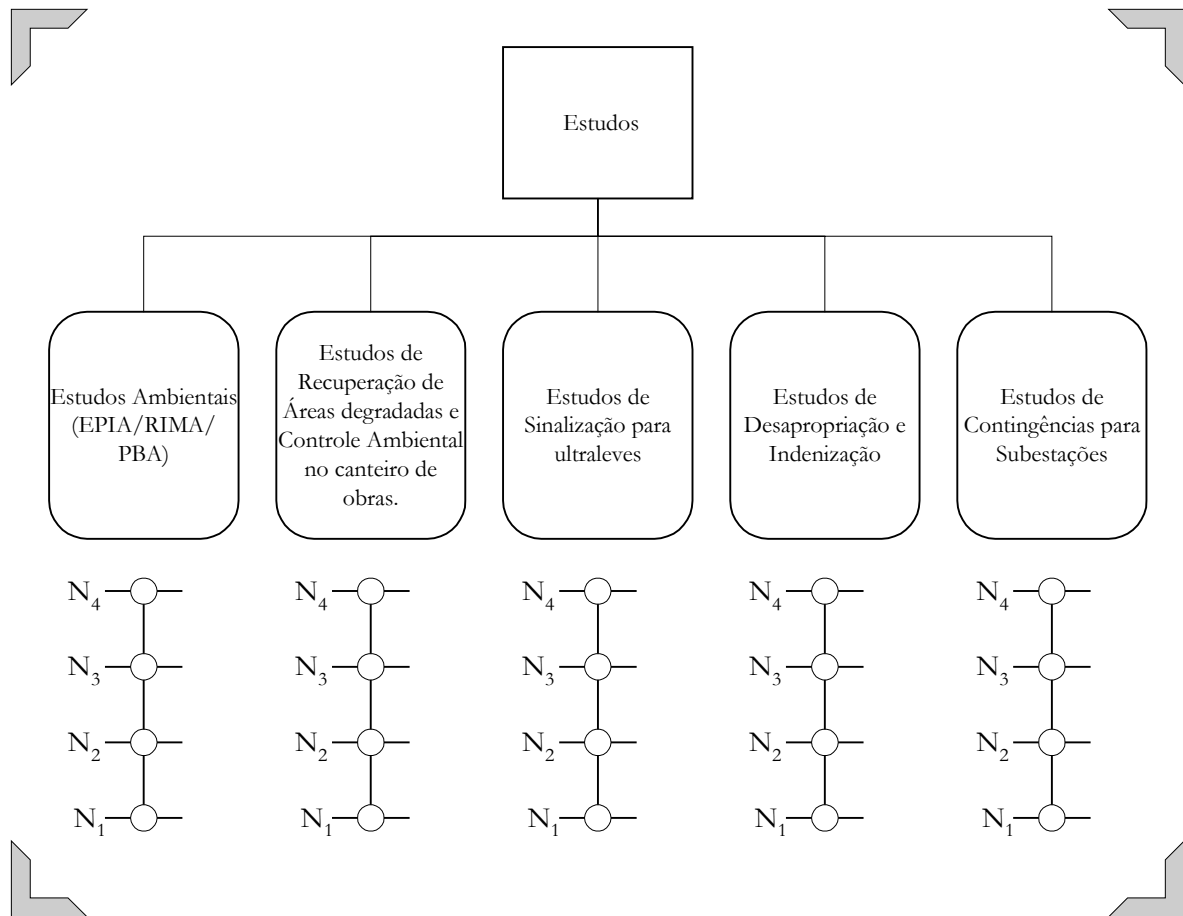 Estudos
Estudos Ambientais
(EPIA/RIMA/
PBA)
Estudos de
Recuperação de
Áreas degradadas e
Controle Ambiental
no canteiro de
obras.
Estudos de
Sinalização para
ultraleves
Estudos de
Desapropriação e
Indenização
Estudos de
Contingências para
Subestações
N₄ N₄ N₄ N₄ N₄
N₃ N₃ N₃ N₃ N₃
N₂ N₂ N₂ N₂ N₂
N₁ N₁ N₁ N₁ N₁